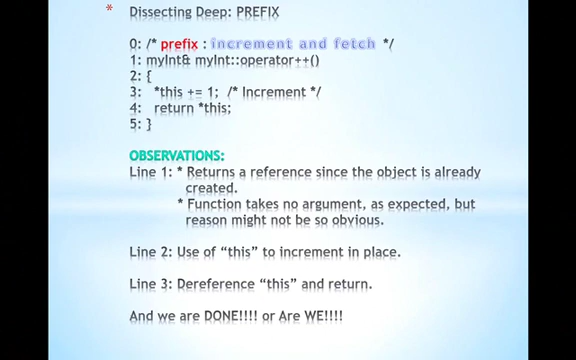 * Dissecting Deep: PREFIX
0: /* prefix : increment and fetch */
1: myInt& myInt::operator++()
2: {
3: *this += 1; /* Increment */
4: return *this;
5: }
OBSERVATIONS:
Line 1: * Returns a reference since the object is already
created.
* Function takes no argument, as expected, but
reason might not be so obvious.
Line 2: Use of “this” to increment in place.
Line 3: Dereference “this” and return.
And we are DONE!!!! or Are WE!!!!